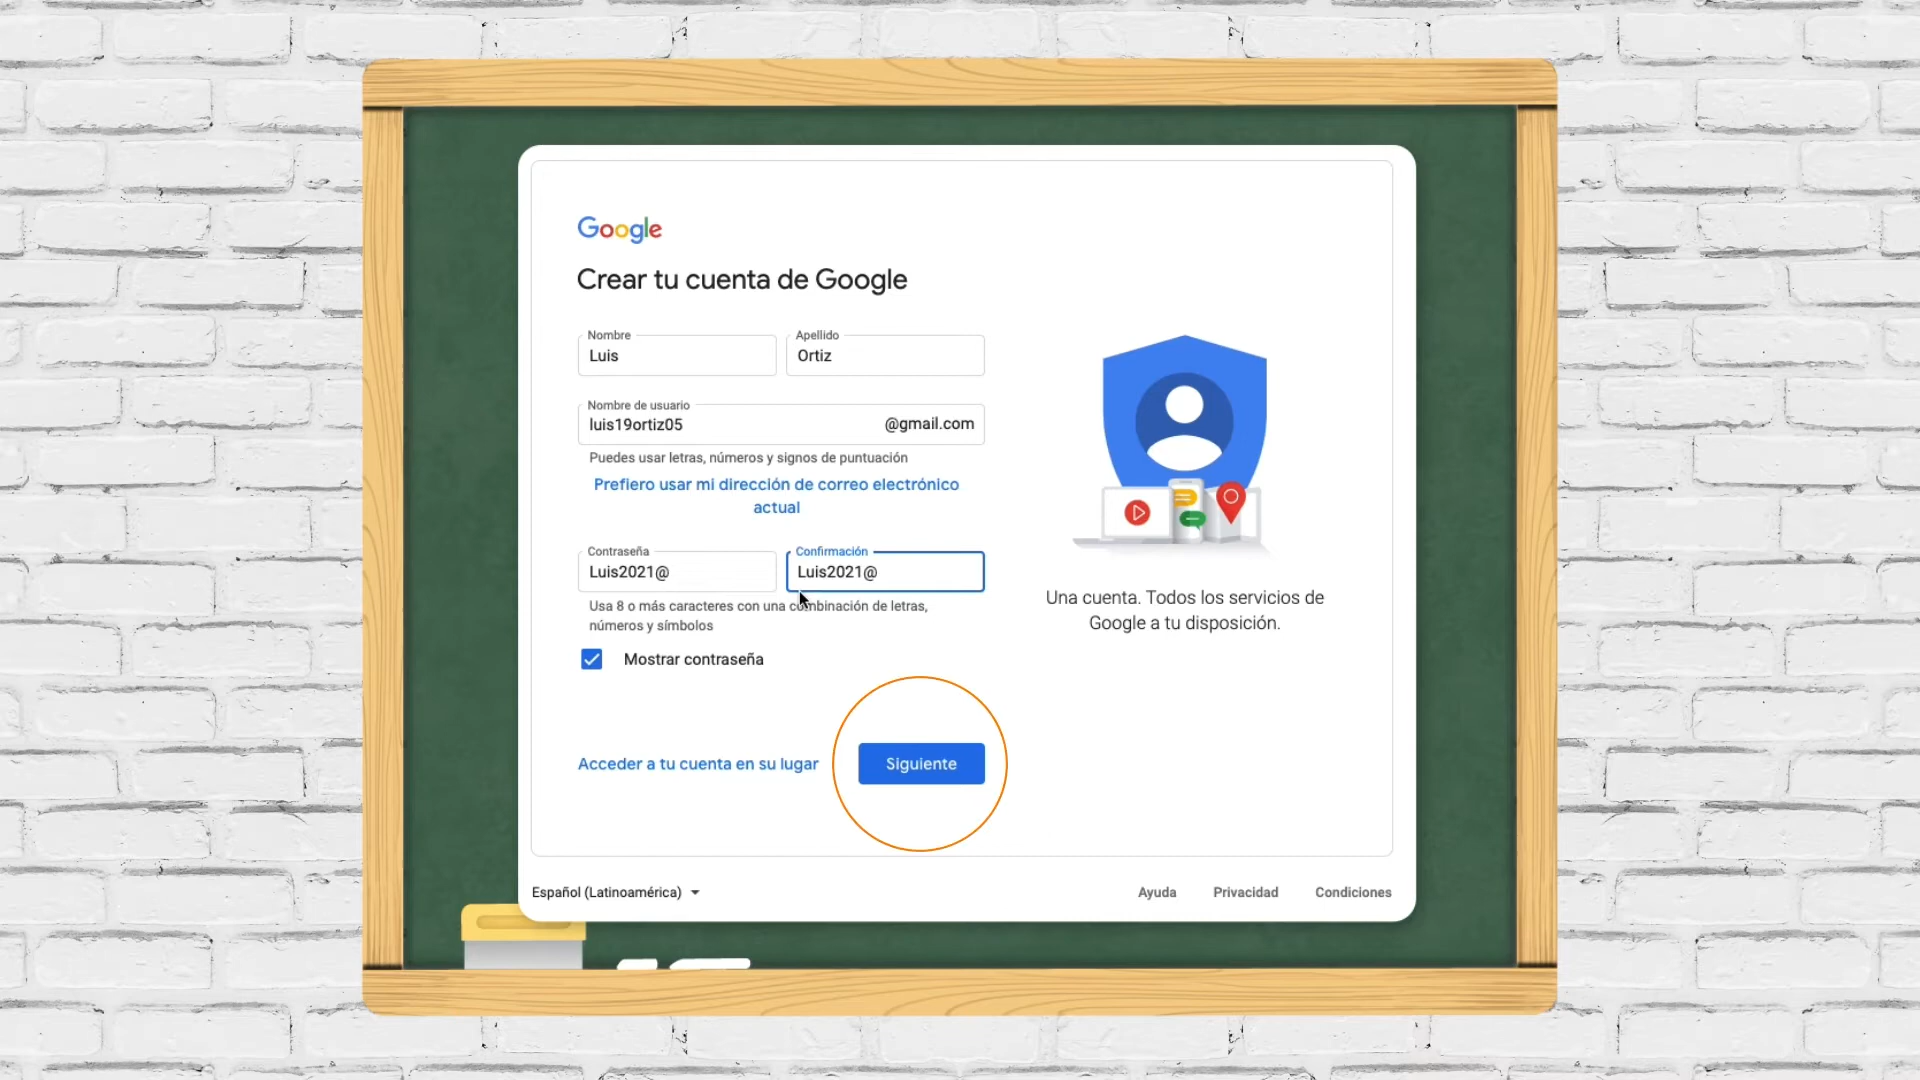 Google
Crear tu cuenta de Google
Nombre
Luis
Apellido
Ortiz
Nombre de usuario
luis19ortiz05
@gmail.com
Puedes usar letras, números y signos de puntuación
Prefiero usar mi dirección de correo electrónico
actual
Contraseña
Luis2021@
Confirmación
Luis2021@
Usa 8 o más caracteres con una combinación de letras,
números y símbolos
Mostrar contraseña
Acceder a tu cuenta en su lugar
Siguiente
Una cuenta. Todos los servicios de
Google a tu disposición.
Español (Latinoamérica)
Ayuda
Privacidad
Condiciones